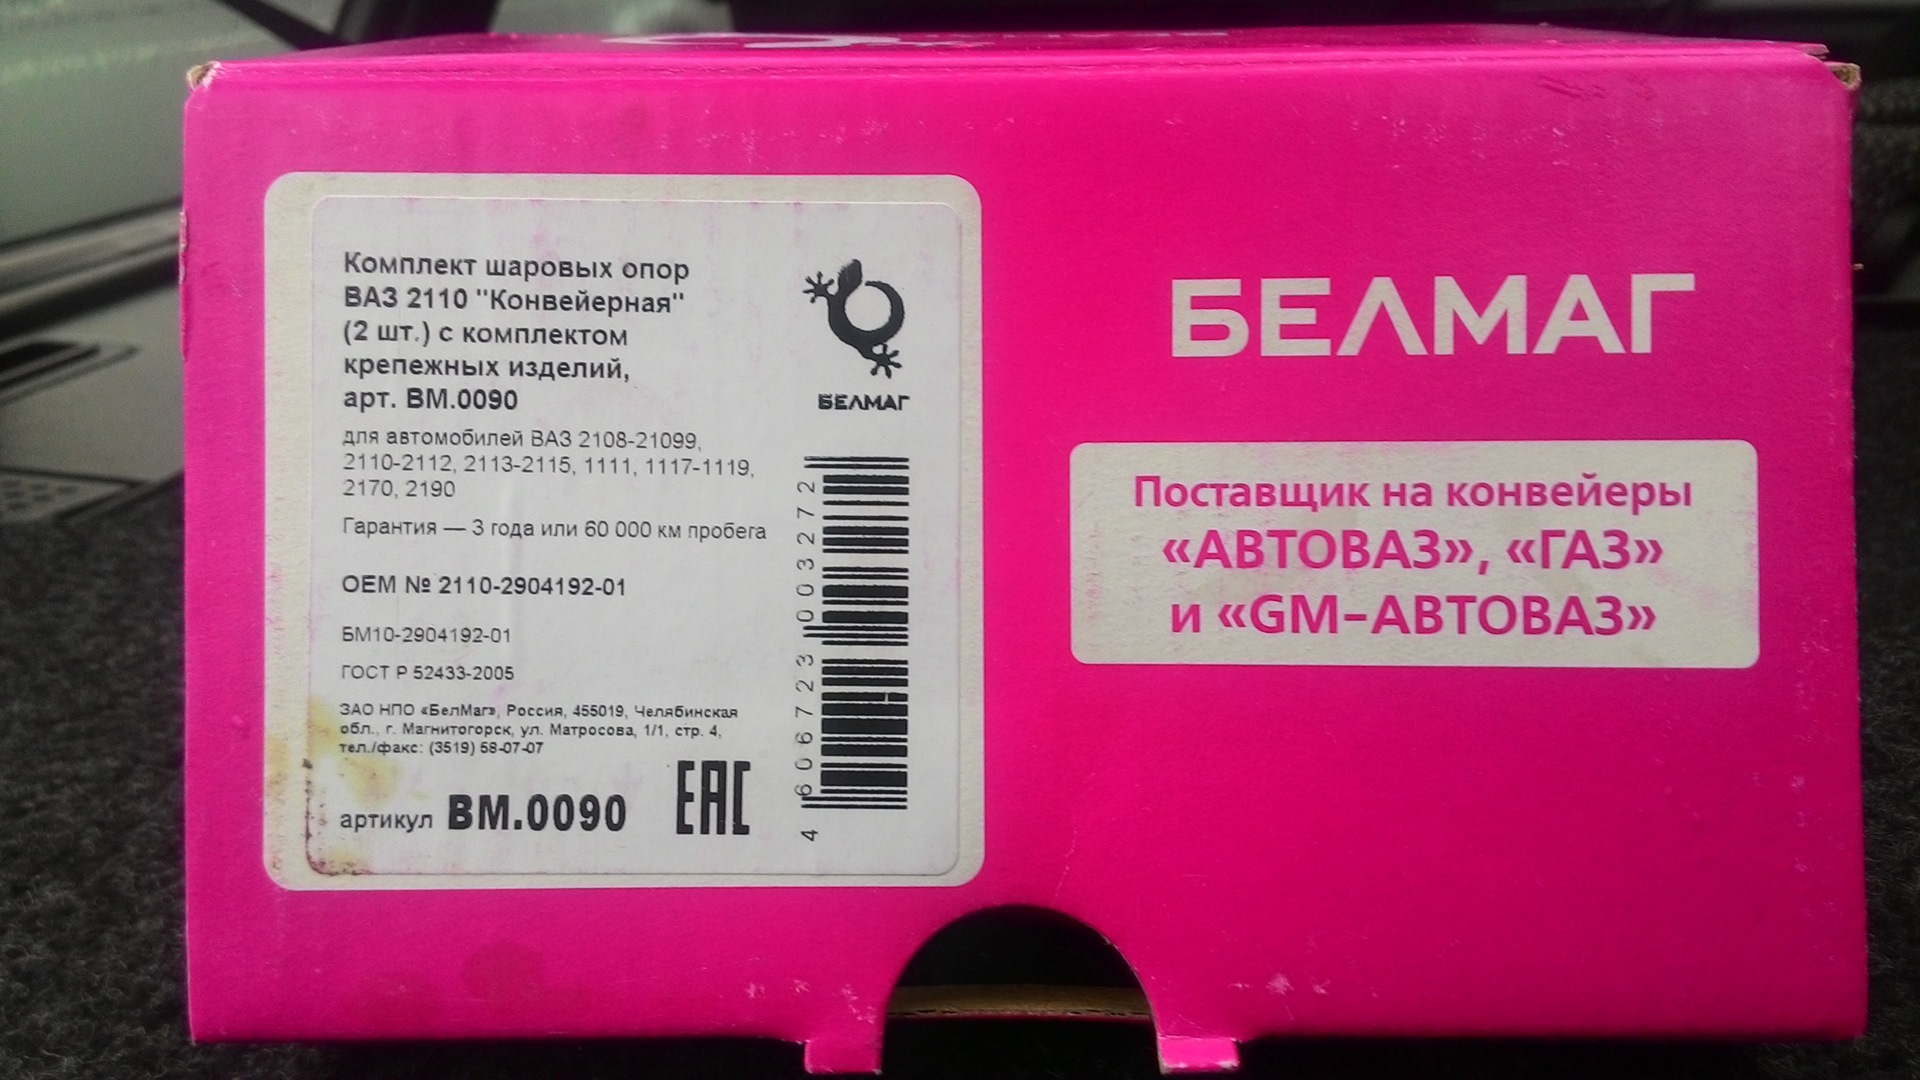 Комплект шаровых опор
ВАЗ 2110 "Конвейерная"
(2 шт.) с комплектом
крепежных изделий,
арт. BM.0090
для автомобилей ВАЗ 2108-21099,
2110-2112, 2113-2115, 1111, 1117-1119,
2170, 2190
Гарантия — 3 года или 60 000 км пробега
OEM № 2110-2904192-01
БМ10-2904192-01
ГОСТ Р 52433-2005
ЗАО НПО «БелМаг», Россия, 455019, Челябинская
обл., г. Магнитогорск, ул. Матросова, 1/1, стр. 4,
тел./факс: (3519) 58-07-07
артикул BM.0090
EAC
БЕЛМАГ
4 606723 003272
БЕЛМАГ
Поставщик на конвейеры
«АВТОВАЗ», «ГАЗ»
и «GM-АВТОВАЗ»